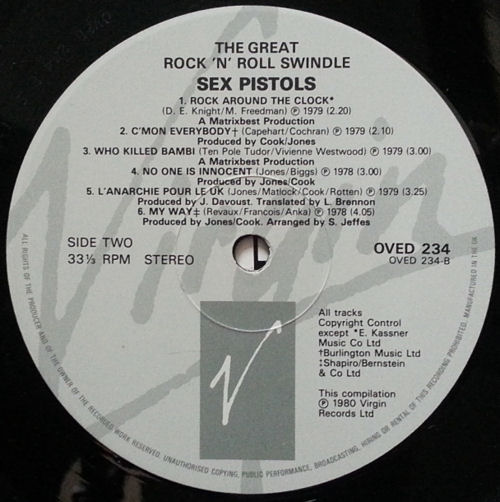 THE GREAT
ROCK 'N' ROLL SWINDLE
SEX PISTOLS
1. ROCK AROUND THE CLOCK* 
(D. E. Knight/M. Freedman) ℗ 1979 (2.20)
A Matrixbest Production
2. C'MON EVERYBODY† (Capehart/Cochran) ℗ 1979 (2.10)
Produced by Cook/Jones
3. WHO KILLED BAMBI (Ten Pole Tudor/Vivienne Westwood) ℗ 1979 (3.00)
A Matrixbest Production
4. NO ONE IS INNOCENT (Jones/Biggs) ℗ 1978 (3.00)
Produced by Jones/Cook
5. L'ANARCHIE POUR LE UK (Jones/Matlock/Cook/Rotten) ℗ 1979 (3.25)
Produced by J. Davoust. Translated by L. Brennon
6. MY WAY‡ (Revaux/Francois/Anka) ℗ 1978 (4.05)
Produced by Jones/Cook. Arranged by S. Jeffes
SIDE TWO
33⅓ RPM STEREO
OVED 234
OVED 234-B
All tracks
Copyright Control
except *E. Kassner
Music Co Ltd
†Burlington Music Ltd
‡Shapiro/Bernstein
& Co Ltd
This compilation
℗ 1980 Virgin
Records Ltd
Virgin
V
ALL RIGHTS OF THE PRODUCER AND OF THE OWNER OF THE RECORDED WORK RESERVED. UNAUTHORISED COPYING, PUBLIC PERFORMANCE, BROADCASTING, HIRING OR RENTAL OF THIS RECORDING PROHIBITED. MANUFACTURED IN THE UK